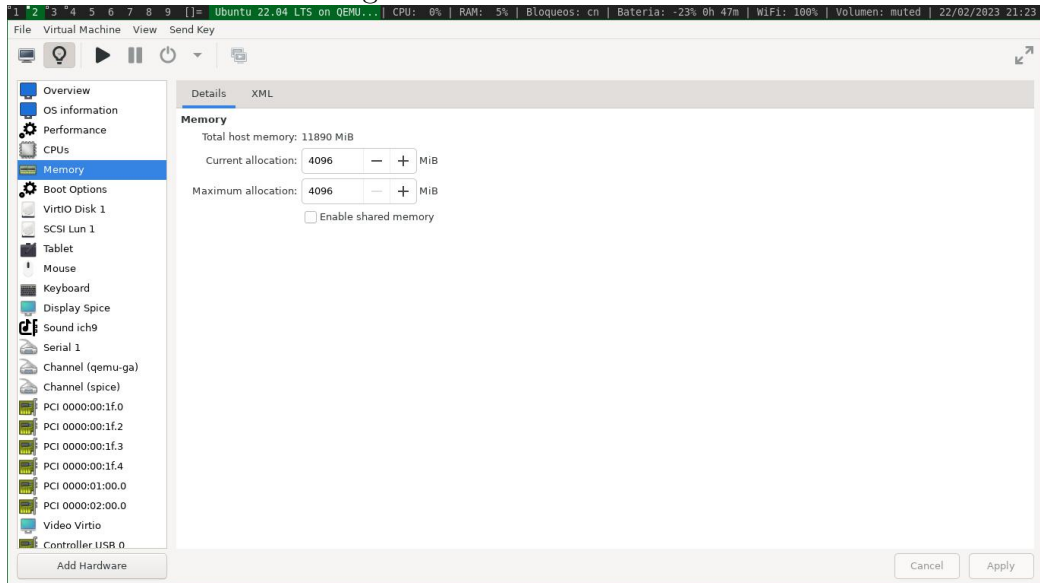 1 2 3 4 5 6 7 8 9 []= Ubuntu 22.04 LTS on QEMU...| CPU: 0% | RAM: 5% | Bloqueos: cn | Bateria: -23% 0h 47m | WiFi: 100% | Volumen: muted | 22/02/2023 21:23
File Virtual Machine View Send Key
Overview
OS information
Performance
CPUs
Memory
Boot Options
VirtIO Disk 1
SCSI Lun 1
Tablet
Mouse
Keyboard
Display Spice
Sound ich9
Serial 1
Channel (qemu-ga)
Channel (spice)
PCI 0000:00:1f.0
PCI 0000:00:1f.2
PCI 0000:00:1f.3
PCI 0000:00:1f.4
PCI 0000:01:00.0
PCI 0000:02:00.0
Video Virtio
Controller USB 0
Add Hardware
Details XML
Memory
Total host memory: 11890 MiB
Current allocation: 4096 — + MiB
Maximum allocation: 4096 — + MiB
Enable shared memory
Cancel Apply